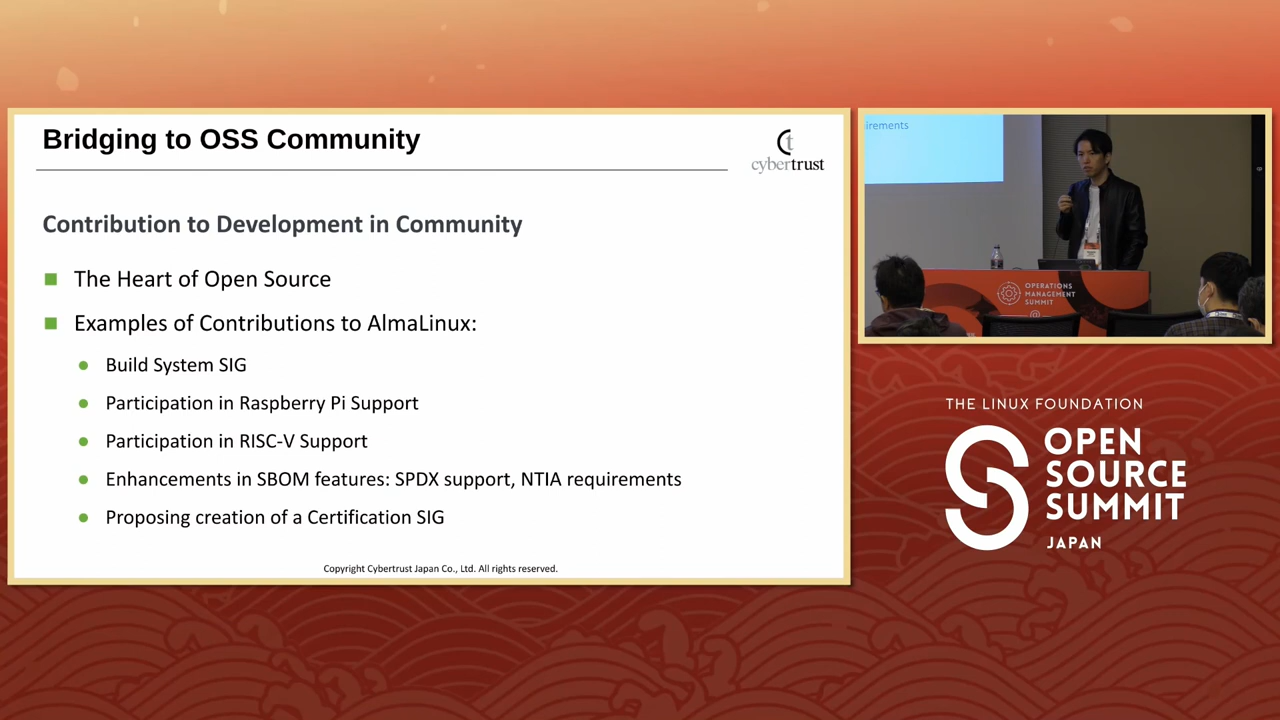 Bridging to OSS Community
cybertrust
Contribution to Development in Community
The Heart of Open Source
Examples of Contributions to AlmaLinux:
Build System SIG
Participation in Raspberry Pi Support
Participation in RISC-V Support
Enhancements in SBOM features: SPDX support, NTIA requirements
Proposing creation of a Certification SIG
Copyright Cybertrust Japan Co., Ltd. All rights reserved.
irements
OPERATIONS
MANAGEMENT
SUMMIT
THE LINUX FOUNDATION
OPEN
SOURCE
SUMMIT
JAPAN